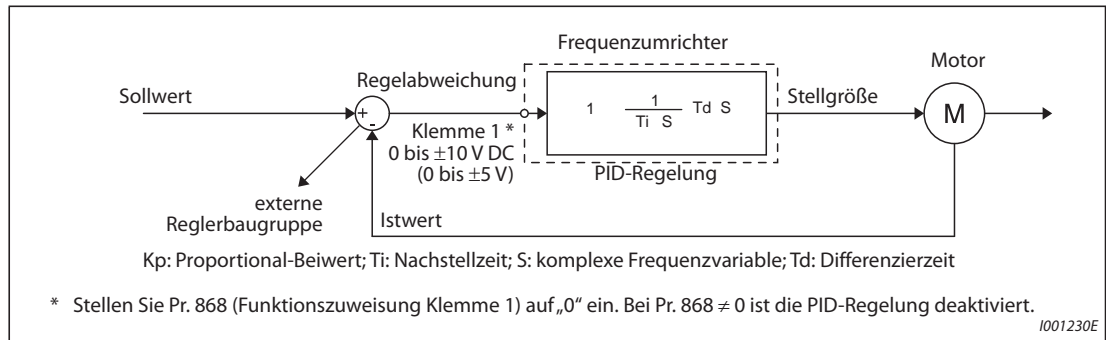 Frequenzumrichter
Motor
Regelabweichung
Sollwert
+
-
1 1 Td S
Ti S
Stellgröße
M
Klemme 1 *
0 bis ±10 V DC
(0 bis ±5 V)
PID-Regelung
externe
Reglerbaugruppe
Istwert
Kp: Proportional-Beiwert; Ti: Nachstellzeit; S: komplexe Frequenzvariable; Td: Differenzierzeit
* Stellen Sie Pr. 868 (Funktionszuweisung Klemme 1) auf „0“ ein. Bei Pr. 868 ≠ 0 ist die PID-Regelung deaktiviert.
I001230E